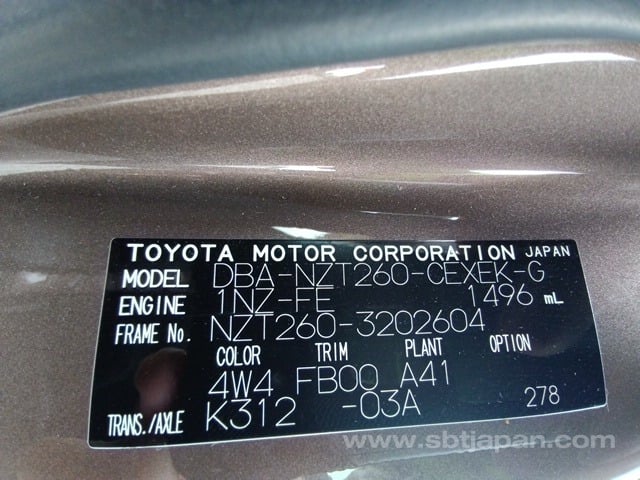 TOYOTA MOTOR CORPORATION JAPAN
MODEL DBA-NZT260-CEXEK-G
ENGINE 1NZ-FE 1496 mL
FRAME No. NZT260-3202604
COLOR TRIM PLANT OPTION
4W4 FB00 A41
TRANS./AXLE K312 -03A 278
www.sbtjapan.com